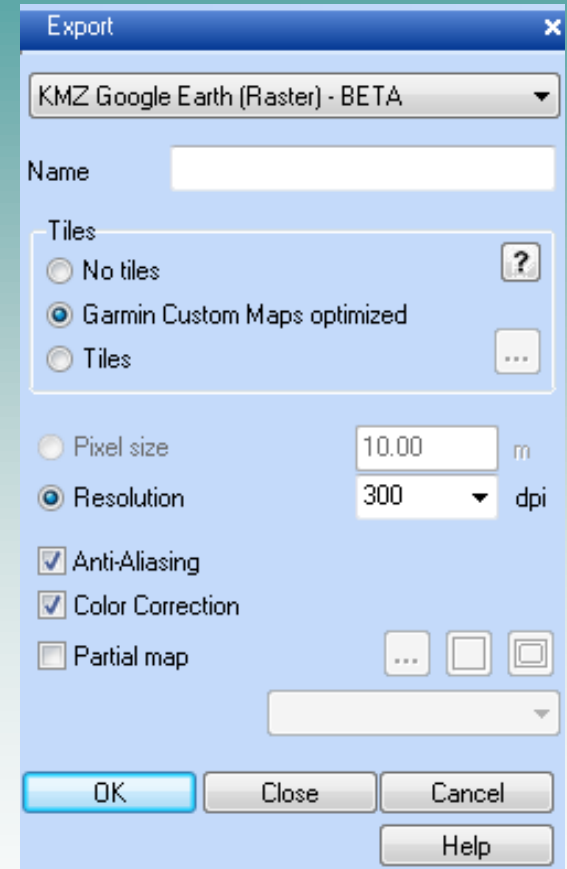 Export
KMZ Google Earth (Raster) - BETA
Name
Tiles
No tiles
?
Garmin Custom Maps optimized
Tiles
...
Pixel size 10.00 m
Resolution 300 dpi
Anti-Aliasing
Color Correction
Partial map ...
OK Close Cancel
Help